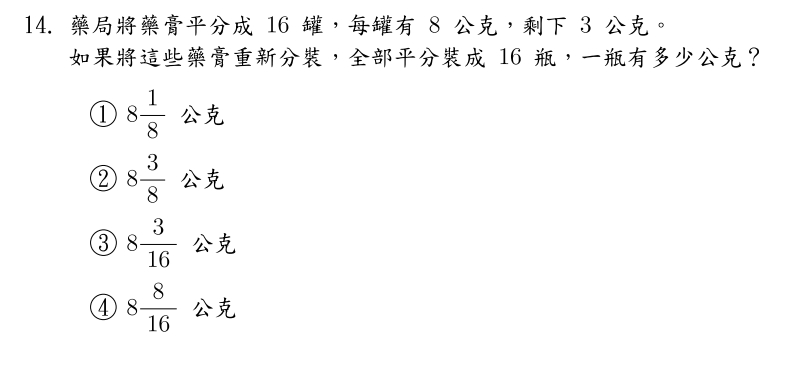 14. 藥局將藥膏平分成 16 罐，每罐有 8 公克，剩下 3 公克。
如果將這些藥膏重新分裝，全部平分裝成 16 瓶，一瓶有多少公克？
① 8 1/8 公克
② 8 3/8 公克
③ 8 3/16 公克
④ 8 8/16 公克